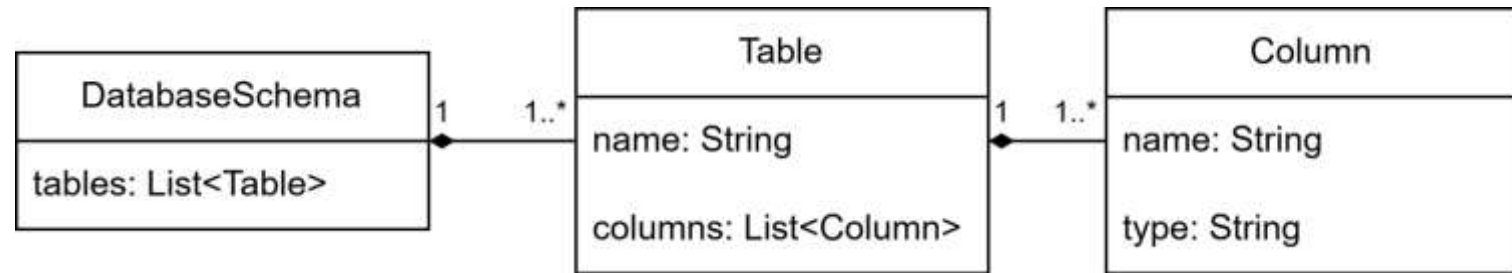 DatabaseSchema
tables: List<Table>
1
1..*
Table
name: String
columns: List<Column>
1
1..*
Column
name: String
type: String